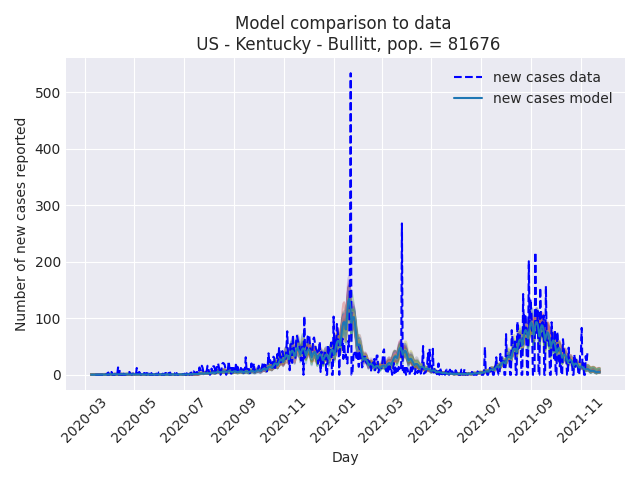 Model comparison to data
US - Kentucky - Bullitt, pop. = 81676
new cases data
new cases model
Number of new cases reported
500
400
300
200
100
0
2020-03
2020-05
2020-07
2020-09
2020-11
2021-01
2021-03
2021-05
2021-07
2021-09
2021-11
Day